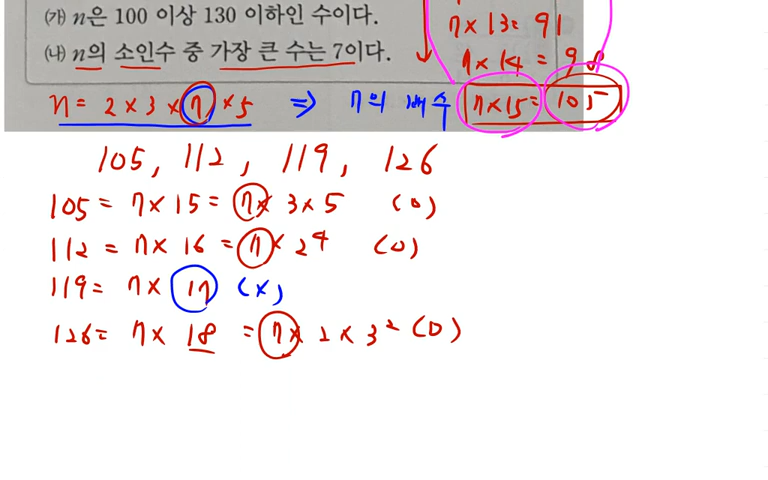 (가) n은 100 이상 130 이하인 수이다.
7×13=91
(나) n의 소인수 중 가장 큰 수는 7이다.
7×14=98
n=2×3×7×5 ⇒ 7의 배수 7×15=105
105, 112, 119, 126
105=7×15=7×3×5 (O)
112=7×16=7×2⁴ (O)
119=7×17 (×)
126=7×18=7×2×3² (O)